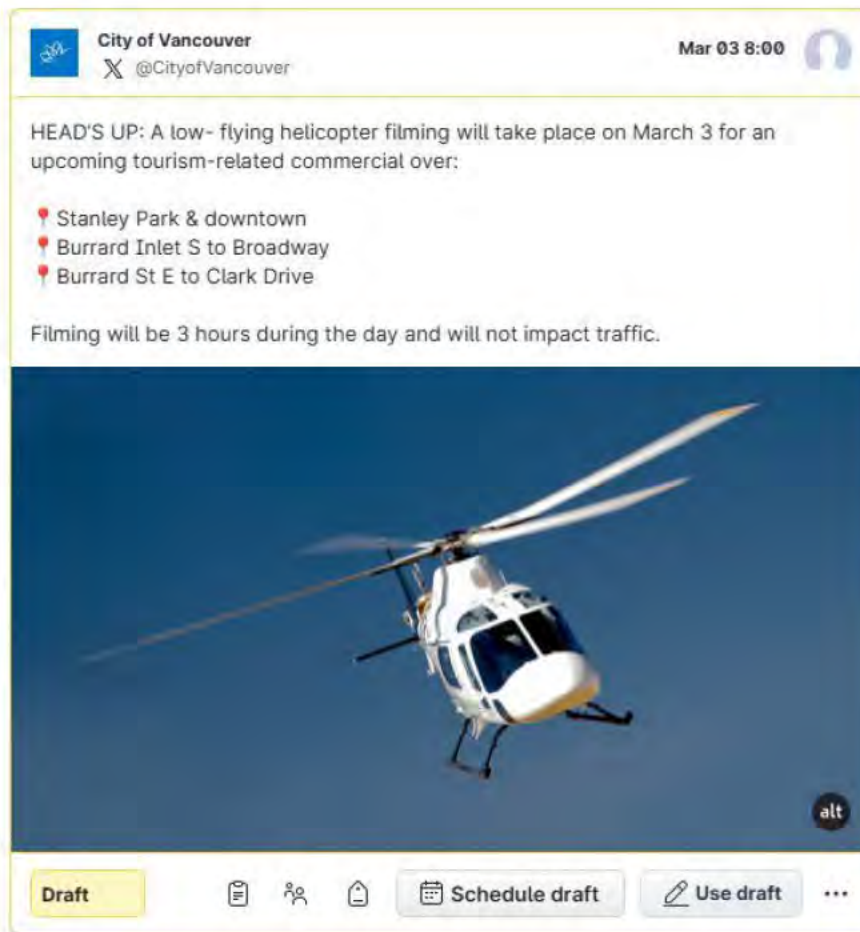 City of Vancouver
@CityofVancouver
Mar 03 8:00
HEAD'S UP: A low- flying helicopter filming will take place on March 3 for an
upcoming tourism-related commercial over:
📍Stanley Park & downtown
📍Burrard Inlet S to Broadway
📍Burrard St E to Clark Drive
Filming will be 3 hours during the day and will not impact traffic.
alt
Draft
Schedule draft
Use draft